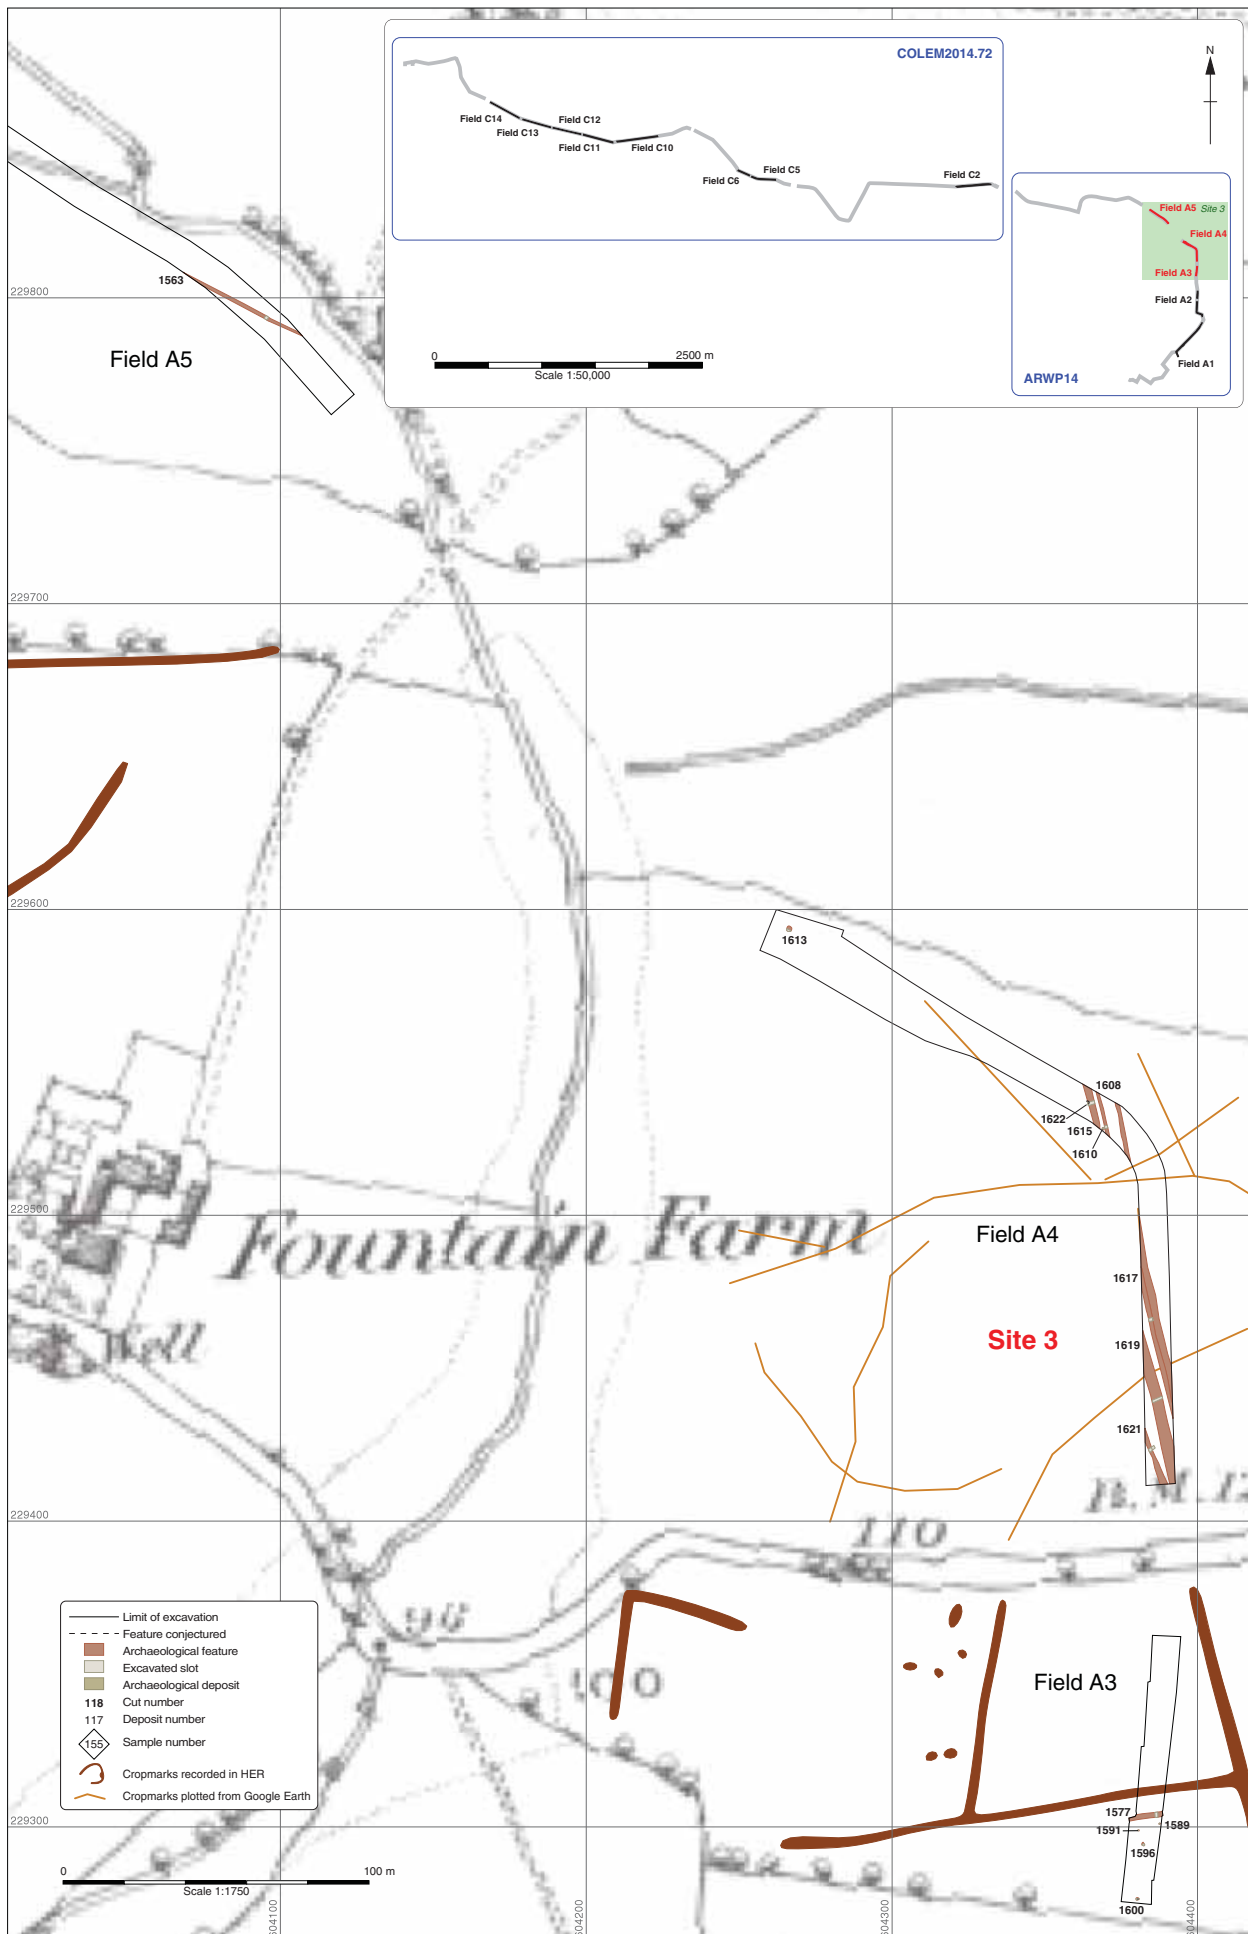 COLEM2014.72
N
Field C14
Field C13
Field C12
Field C11
Field C10
Field C6
Field C5
Field C2
Field A5
Site 3
Field A4
Field A3
Field A2
Field A1
ARWP14
0
2500 m
Scale 1:50,000
1563
229800
Field A5
229700
229600
1613
1608
1622
1615
1610
229500
Fountain Farm
Field A4
1617
Site 3
1619
Well
1621
B.M.12
229400
110
96
100
Field A3
Limit of excavation
Feature conjectured
Archaeological feature
Excavated slot
Archaeological deposit
118 Cut number
117 Deposit number
155 Sample number
Cropmarks recorded in HER
Cropmarks plotted from Google Earth
229300
1577
1589
1591
1596
1600
0
100 m
Scale 1:1750
604100
604200
604300
604400